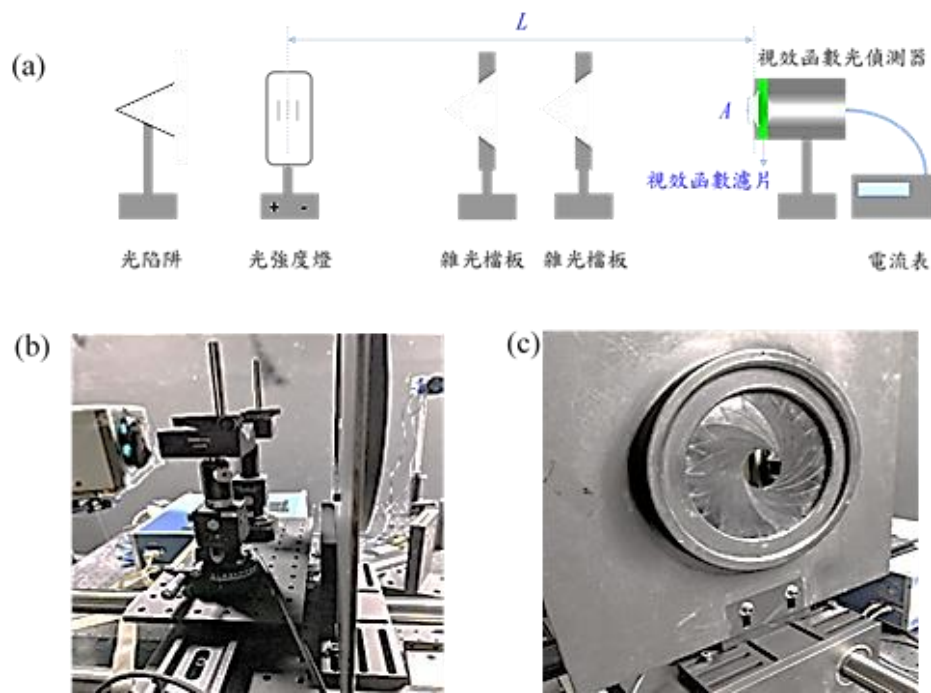 (a)
L
視效函數光偵測器
A
視效函數濾片
+ -
光陷阱
光強度燈
雜光檔板
雜光檔板
電流表
(b)
(c)